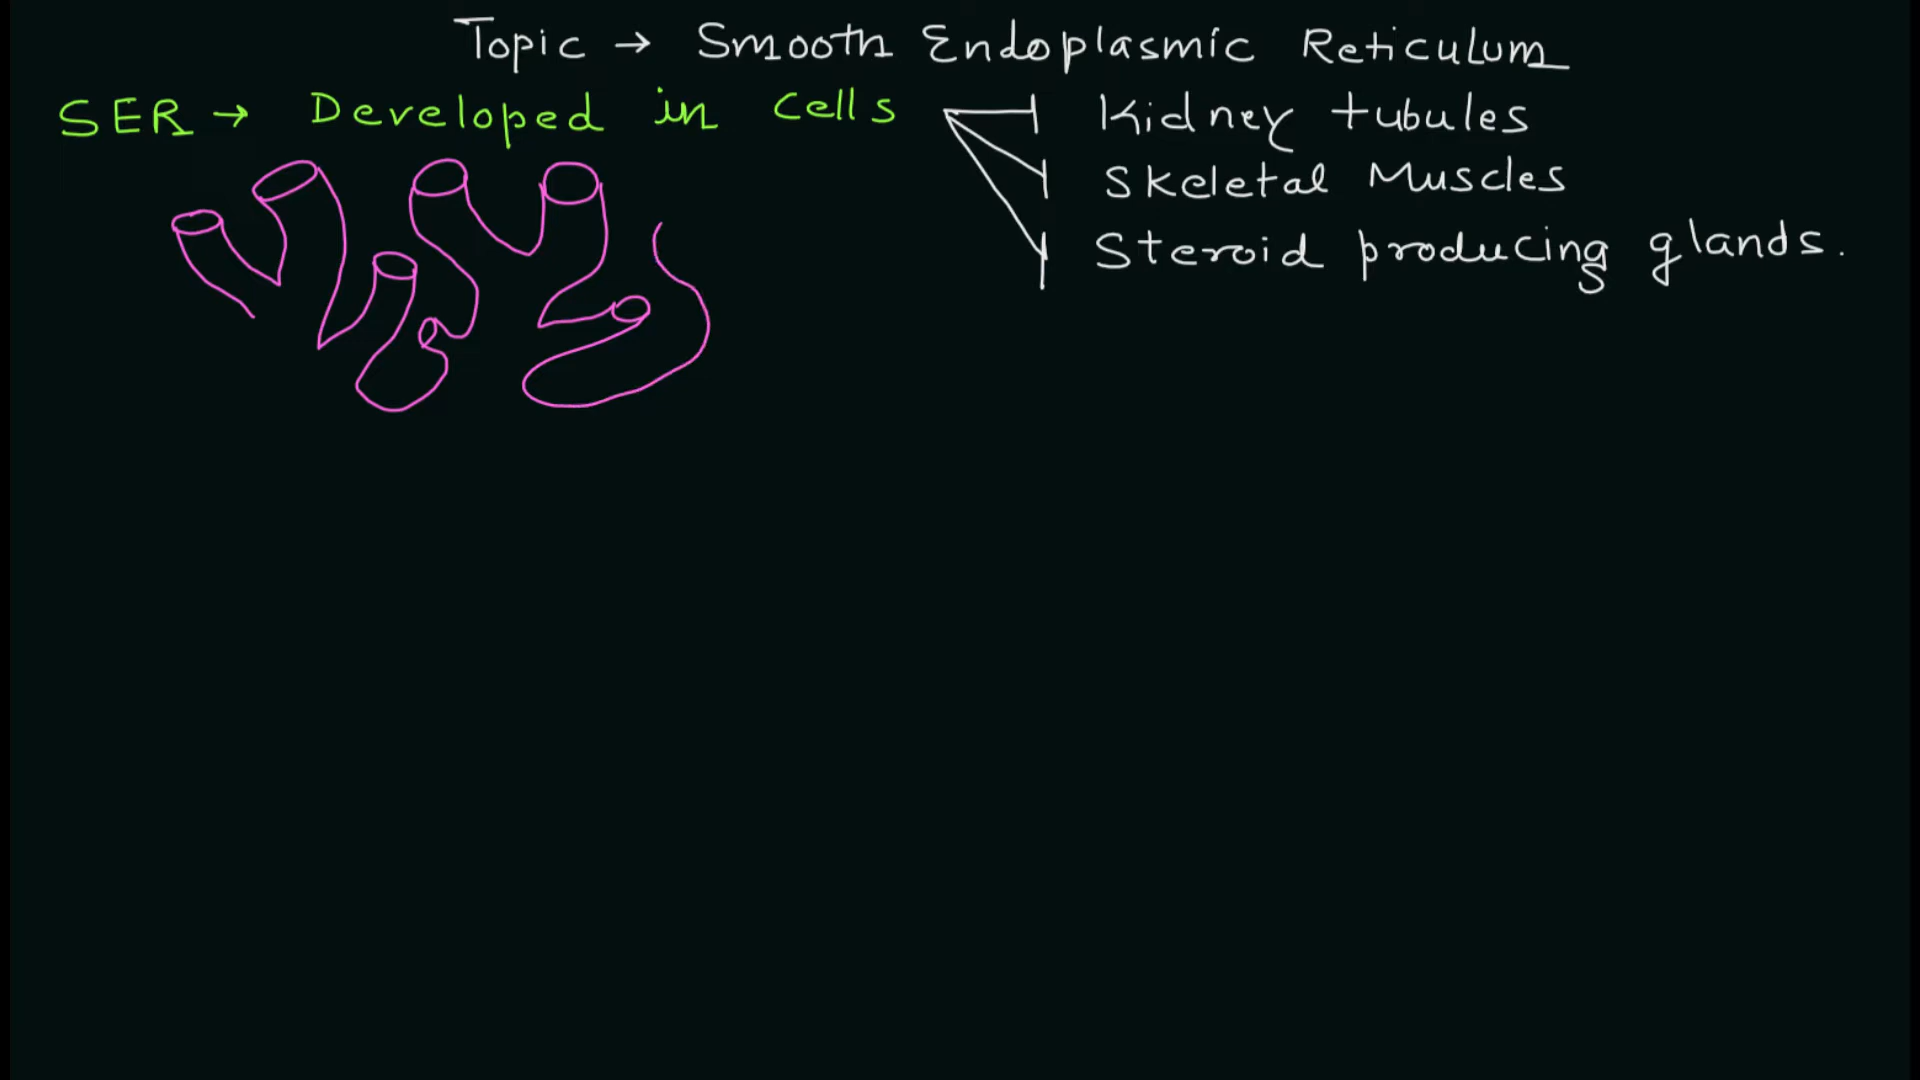 Topic → Smooth Endoplasmic Reticulum
SER → Developed in cells
Kidney tubules
Skeletal Muscles
Steroid producing glands.